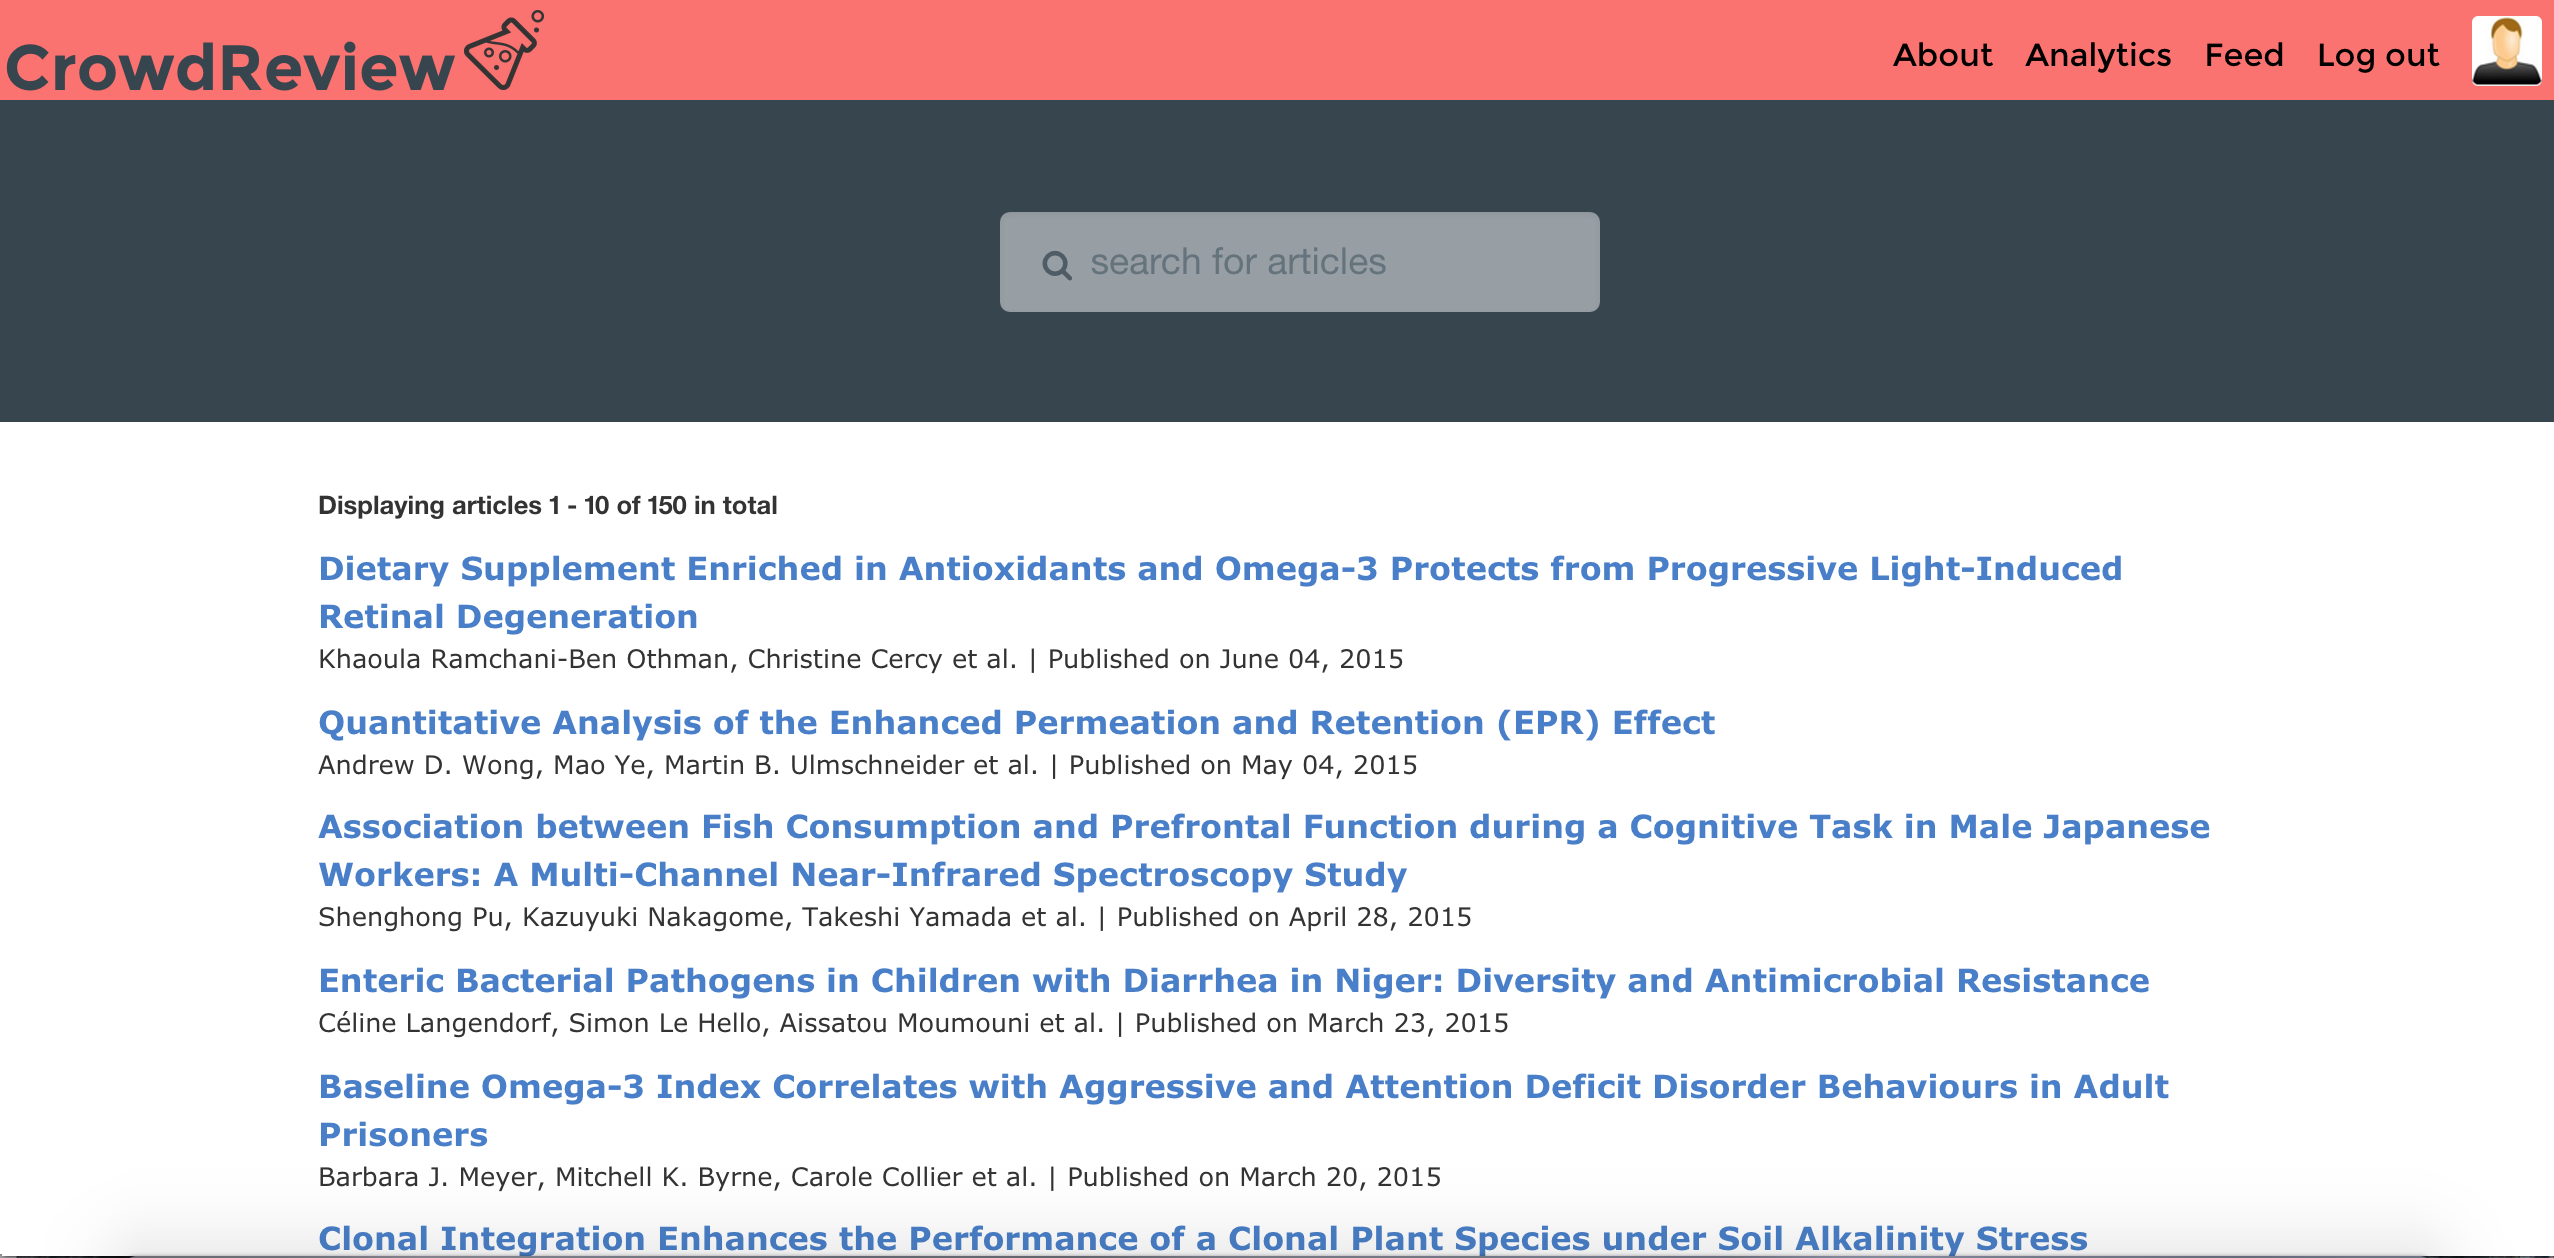 CrowdReview
About Analytics Feed Log out
search for articles
Displaying articles 1 - 10 of 150 in total
Dietary Supplement Enriched in Antioxidants and Omega-3 Protects from Progressive Light-Induced
Retinal Degeneration
Khaoula Ramchani-Ben Othman, Christine Cercy et al. | Published on June 04, 2015
Quantitative Analysis of the Enhanced Permeation and Retention (EPR) Effect
Andrew D. Wong, Mao Ye, Martin B. Ulmschneider et al. | Published on May 04, 2015
Association between Fish Consumption and Prefrontal Function during a Cognitive Task in Male Japanese
Workers: A Multi-Channel Near-Infrared Spectroscopy Study
Shenghong Pu, Kazuyuki Nakagome, Takeshi Yamada et al. | Published on April 28, 2015
Enteric Bacterial Pathogens in Children with Diarrhea in Niger: Diversity and Antimicrobial Resistance
Céline Langendorf, Simon Le Hello, Aissatou Moumouni et al. | Published on March 23, 2015
Baseline Omega-3 Index Correlates with Aggressive and Attention Deficit Disorder Behaviours in Adult
Prisoners
Barbara J. Meyer, Mitchell K. Byrne, Carole Collier et al. | Published on March 20, 2015
Clonal Integration Enhances the Performance of a Clonal Plant Species under Soil Alkalinity Stress